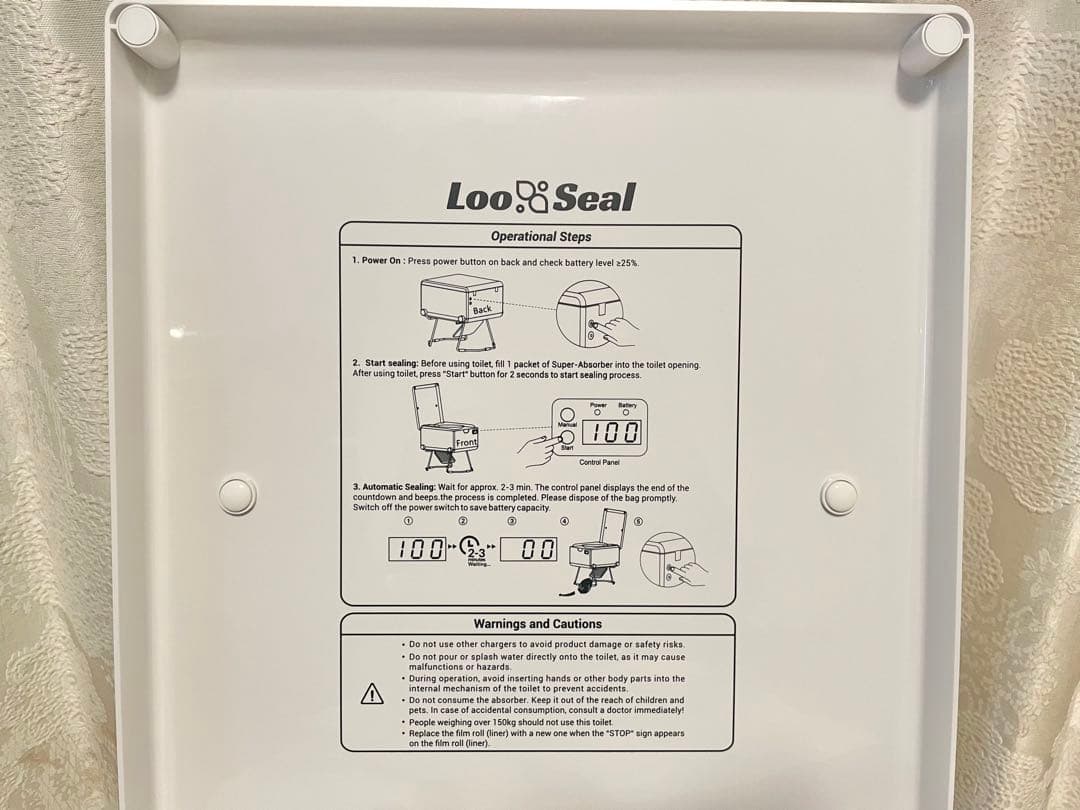 Loo Seal
Operational Steps
1. Power On : Press power button on back and check battery level ≥25%.
Back
2. Start sealing: Before using toilet, fill 1 packet of Super-Absorber into the toilet opening.
After using toilet, press "Start" button for 2 seconds to start sealing process.
Front
Power Battery
Manual
100
Start
Control Panel
3. Automatic Sealing: Wait for approx. 2-3 min. The control panel displays the end of the
countdown and beeps.the process is completed. Please dispose of the bag promptly.
Switch off the power switch to save battery capacity.
① ② ③ ④ ⑤
100 2-3 00
minutes
Waiting...
Warnings and Cautions
• Do not use other chargers to avoid product damage or safety risks.
• Do not pour or splash water directly onto the toilet, as it may cause
malfunctions or hazards.
• During operation, avoid inserting hands or other body parts into the
internal mechanism of the toilet to prevent accidents.
• Do not consume the absorber. Keep it out of the reach of children and
pets. In case of accidental consumption, consult a doctor immediately!
• People weighing over 150kg should not use this toilet.
• Replace the film roll (liner) with a new one when the "STOP" sign appears
on the film roll (liner).